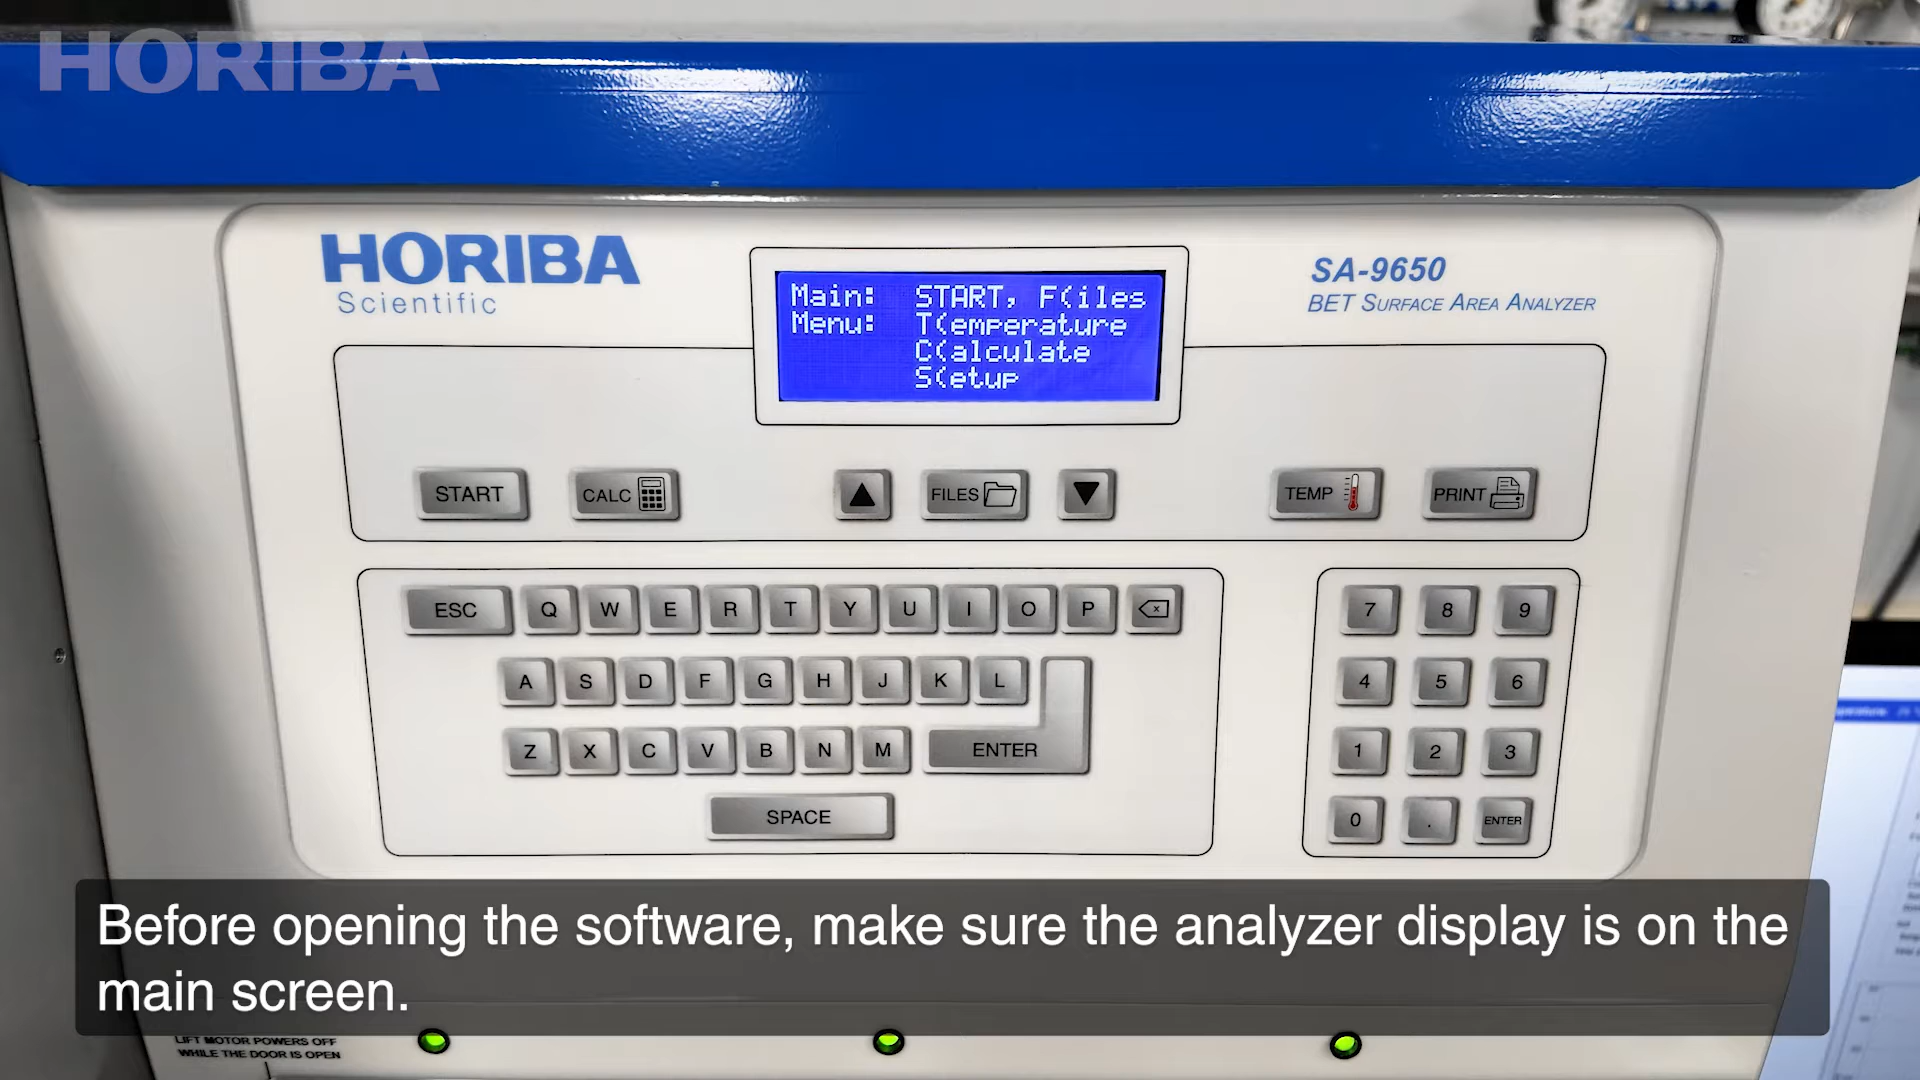 HORIBA
HORIBA
Scientific
Main: START, F(iles
Menu: T(emperature
C(alculate
S(etup
SA-9650
BET SURFACE AREA ANALYZER
START
CALC
▲
FILES
▼
TEMP
PRINT
ESC Q W E R T Y U I O P
A S D F G H J K L
Z X C V B N M ENTER
SPACE
7 8 9
4 5 6
1 2 3
0 . ENTER
Before opening the software, make sure the analyzer display is on the
main screen.
LIFT MOTOR POWERS OFF
WHILE THE DOOR IS OPEN